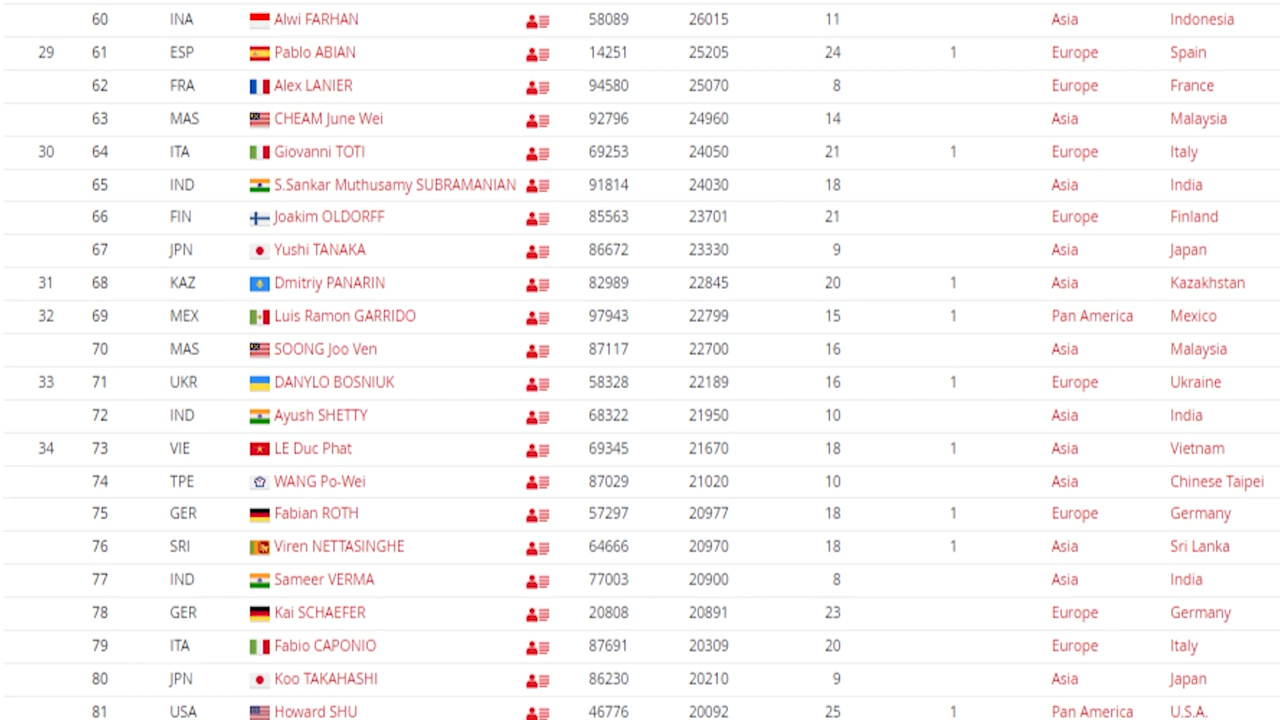 60 INA Alwi FARHAN 58089 26015 11 Asia Indonesia
29 61 ESP Pablo ABIAN 14251 25205 24 1 Europe Spain
62 FRA Alex LANIER 94580 25070 8 Europe France
63 MAS CHEAM June Wei 92796 24960 14 Asia Malaysia
30 64 ITA Giovanni TOTI 69253 24050 21 1 Europe Italy
65 IND S.Sankar Muthusamy SUBRAMANIAN 91814 24030 18 Asia India
66 FIN Joakim OLDORFF 85563 23701 21 Europe Finland
67 JPN Yushi TANAKA 86672 23330 9 Asia Japan
31 68 KAZ Dmitriy PANARIN 82989 22845 20 1 Asia Kazakhstan
32 69 MEX Luis Ramon GARRIDO 97943 22799 15 1 Pan America Mexico
70 MAS SOONG Joo Ven 87117 22700 16 Asia Malaysia
33 71 UKR DANYLO BOSNIUK 58328 22189 16 1 Europe Ukraine
72 IND Ayush SHETTY 68322 21950 10 Asia India
34 73 VIE LE Duc Phat 69345 21670 18 1 Asia Vietnam
74 TPE WANG Po-Wei 87029 21020 10 Asia Chinese Taipei
75 GER Fabian ROTH 57297 20977 18 1 Europe Germany
76 SRI Viren NETTASINGHE 64666 20970 18 1 Asia Sri Lanka
77 IND Sameer VERMA 77003 20900 8 Asia India
78 GER Kai SCHAEFER 20808 20891 23 Europe Germany
79 ITA Fabio CAPONIO 87691 20309 20 Europe Italy
80 JPN Koo TAKAHASHI 86230 20210 9 Asia Japan
81 USA Howard SHU 46776 20092 25 1 Pan America U.S.A.